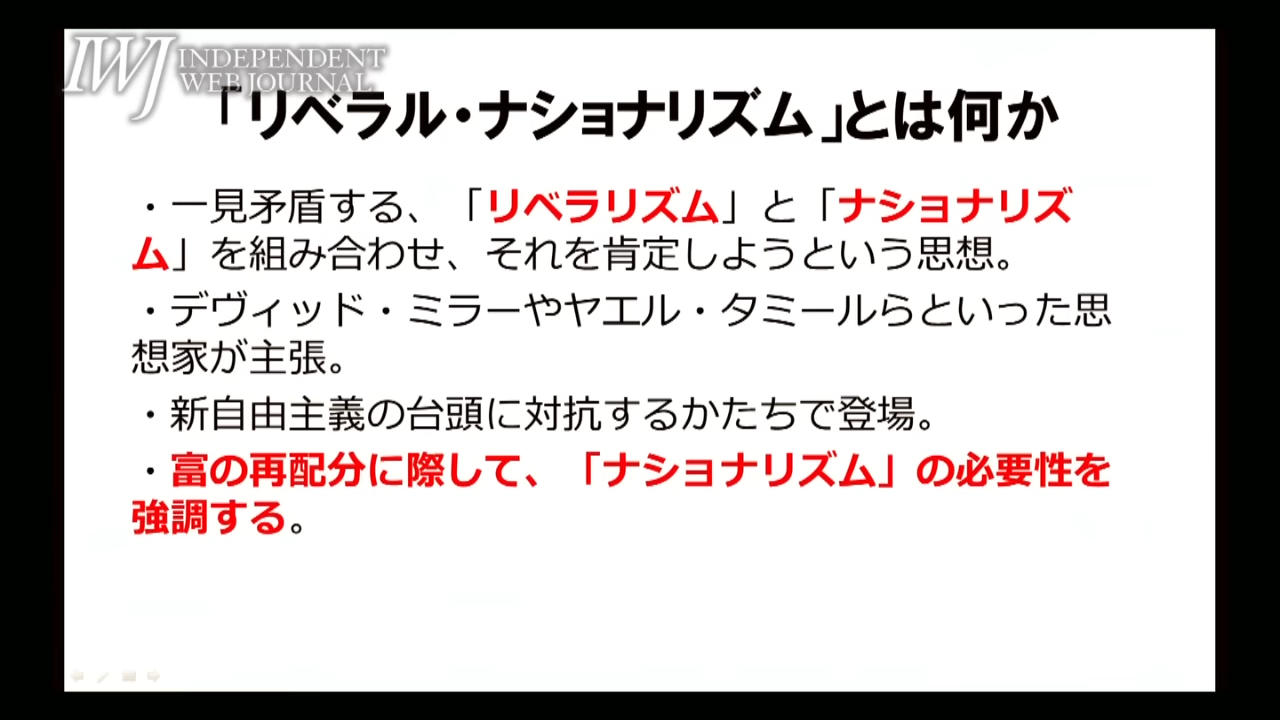 IWJ INDEPENDENT
WEB JOURNAL
「リベラル・ナショナリズム」とは何か
・一見矛盾する、「リベラリズム」と「ナショナリズ
ム」を組み合わせ、それを肯定しようという思想。
・デヴィッド・ミラーやヤエル・タミールらといった思
想家が主張。
・新自由主義の台頭に対抗するかたちで登場。
・富の再配分に際して、「ナショナリズム」の必要性を
強調する。